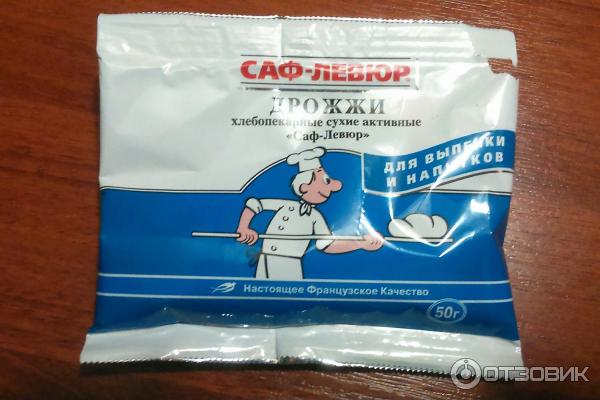 САФ-ЛЕВЮР
ДРОЖЖИ
хлебопекарные сухие активные
«Саф-Левюр»
ДЛЯ ВЫПЕЧКИ
И НАПИТКОВ
Настоящее Французское Качество
50г
ОТЗОВИК